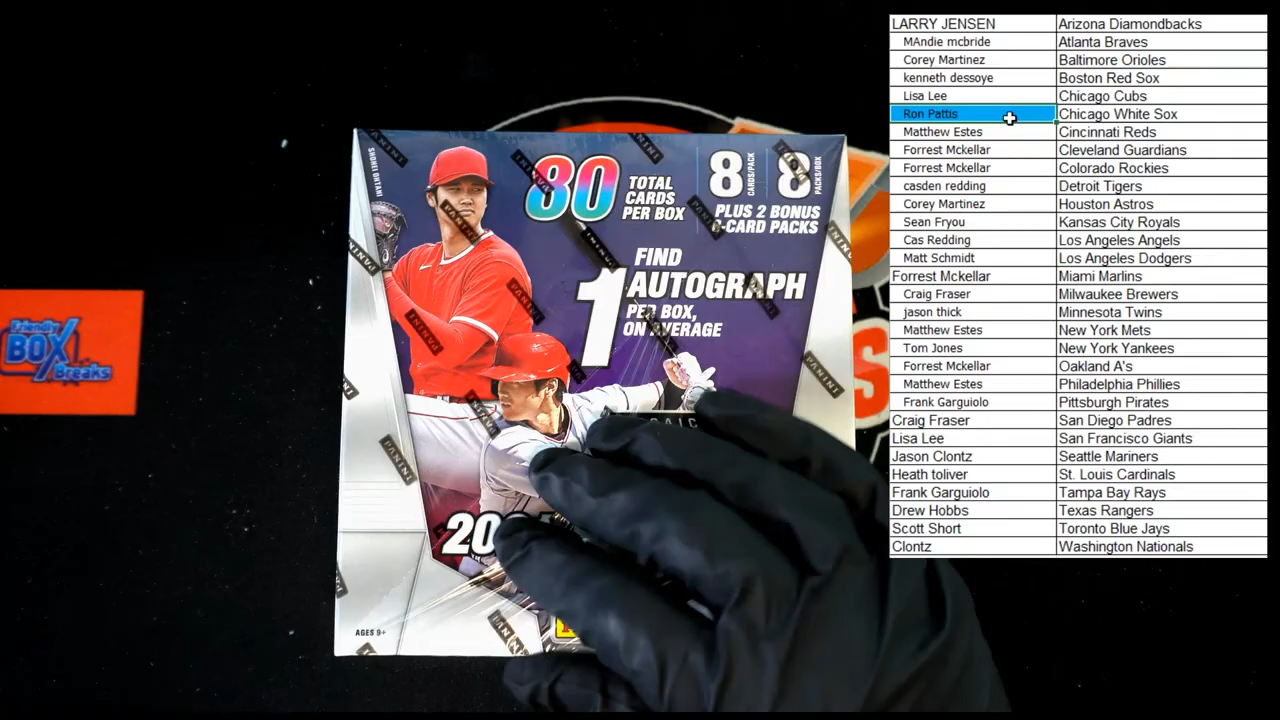 Friendly
BOX
Breaks
SHOHEI OHTANI
80
TOTAL
CARDS
PER BOX
8
CARDS/PACK
8
PACKS/BOX
PLUS 2 BONUS
FIND
1
AUTOGRAPH
PER BOX,
ON AVERAGE
AGES 9+
PANINI
LARRY JENSEN Arizona Diamondbacks
MAndie mcbride Atlanta Braves
Corey Martinez Baltimore Orioles
kenneth dessoye Boston Red Sox
Lisa Lee Chicago Cubs
Ron Pattis Chicago White Sox
Matthew Estes Cincinnati Reds
Forrest Mckellar Cleveland Guardians
Forrest Mckellar Colorado Rockies
casden redding Detroit Tigers
Corey Martinez Houston Astros
Sean Fryou Kansas City Royals
Cas Redding Los Angeles Angels
Matt Schmidt Los Angeles Dodgers
Forrest Mckellar Miami Marlins
Craig Fraser Milwaukee Brewers
jason thick Minnesota Twins
Matthew Estes New York Mets
Tom Jones New York Yankees
Forrest Mckellar Oakland A's
Matthew Estes Philadelphia Phillies
Frank Garguiolo Pittsburgh Pirates
Craig Fraser San Diego Padres
Lisa Lee San Francisco Giants
Jason Clontz Seattle Mariners
Heath toliver St. Louis Cardinals
Frank Garguiolo Tampa Bay Rays
Drew Hobbs Texas Rangers
Scott Short Toronto Blue Jays
Clontz Washington Nationals